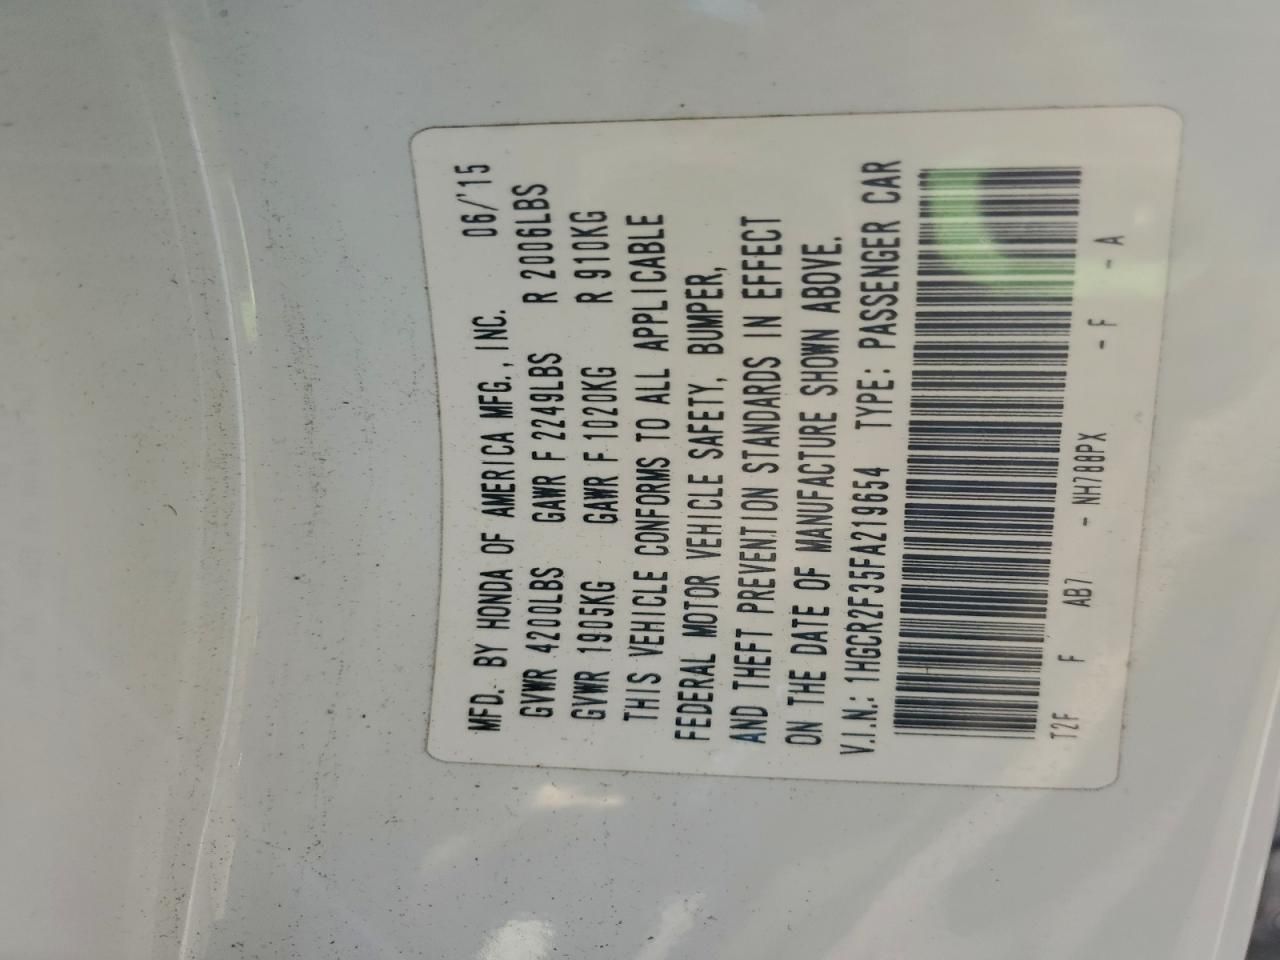 MFD. BY HONDA OF AMERICA MFG.,INC. 06/'15
GVWR 4200LBS GAWR F 2249LBS R 2006LBS
GVWR 1905KG GAWR F 1020KG R 910KG
THIS VEHICLE CONFORMS TO ALL APPLICABLE
FEDERAL MOTOR VEHICLE SAFETY, BUMPER,
AND THEFT PREVENTION STANDARDS IN EFFECT
ON THE DATE OF MANUFACTURE SHOWN ABOVE.
V.I.N.: 1HGCR2F35FA219654 TYPE: PASSENGER CAR
T2F F AB7 - NH788PX - F - A